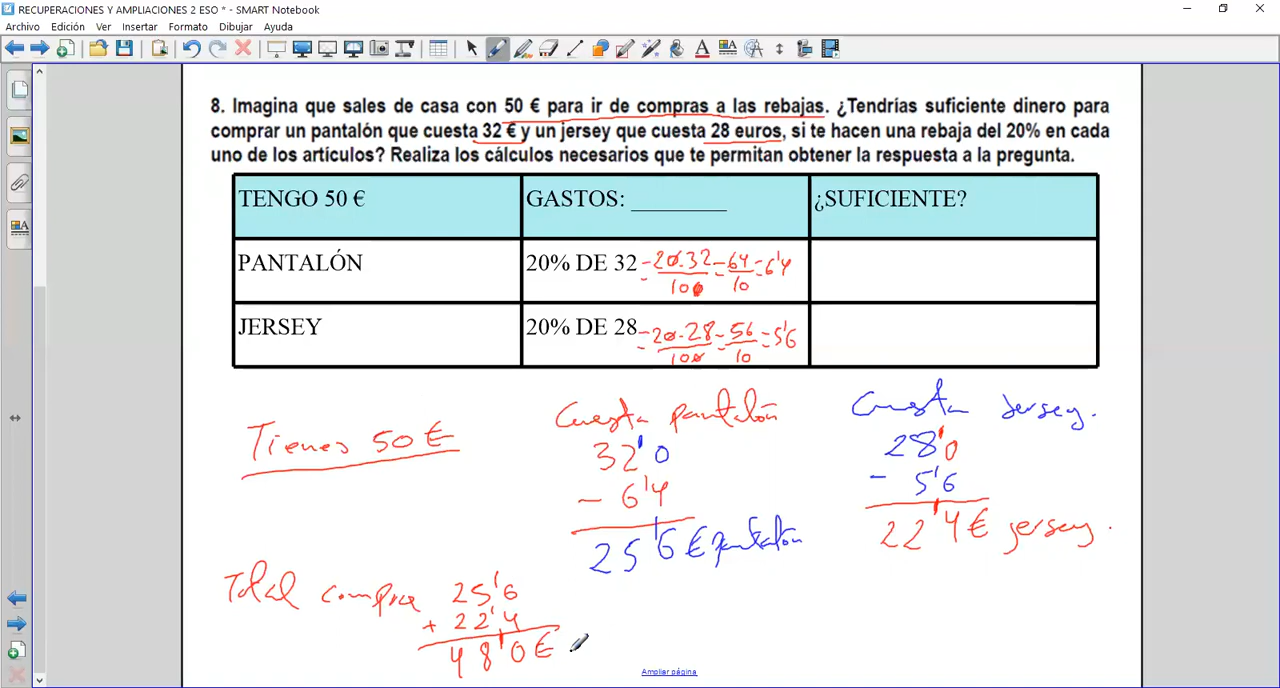 RECUPERACIONES Y AMPLIACIONES 2 ESO * - SMART Notebook
Archivo Edición Ver Insertar Formato Dibujar Ayuda
8. Imagina que sales de casa con 50 € para ir de compras a las rebajas. ¿Tendrías suficiente dinero para
comprar un pantalón que cuesta 32 € y un jersey que cuesta 28 euros, si te hacen una rebaja del 20% en cada
uno de los artículos? Realiza los cálculos necesarios que te permitan obtener la respuesta a la pregunta.
TENGO 50 € GASTOS: ________ ¿SUFICIENTE?
PANTALÓN 20% DE 32 = 20·32/100 = 64/10 = 6'4
JERSEY 20% DE 28 = 20·28/100 = 56/10 = 5'6
Tienes 50 €
Cuesta pantalón
32'0
- 6'4
25'6 € pantalón
Cuesta jersey.
28'0
- 5'6
22'4 € jersey.
Total compra 25'6
+ 22'4
48'0 €
Ampliar página